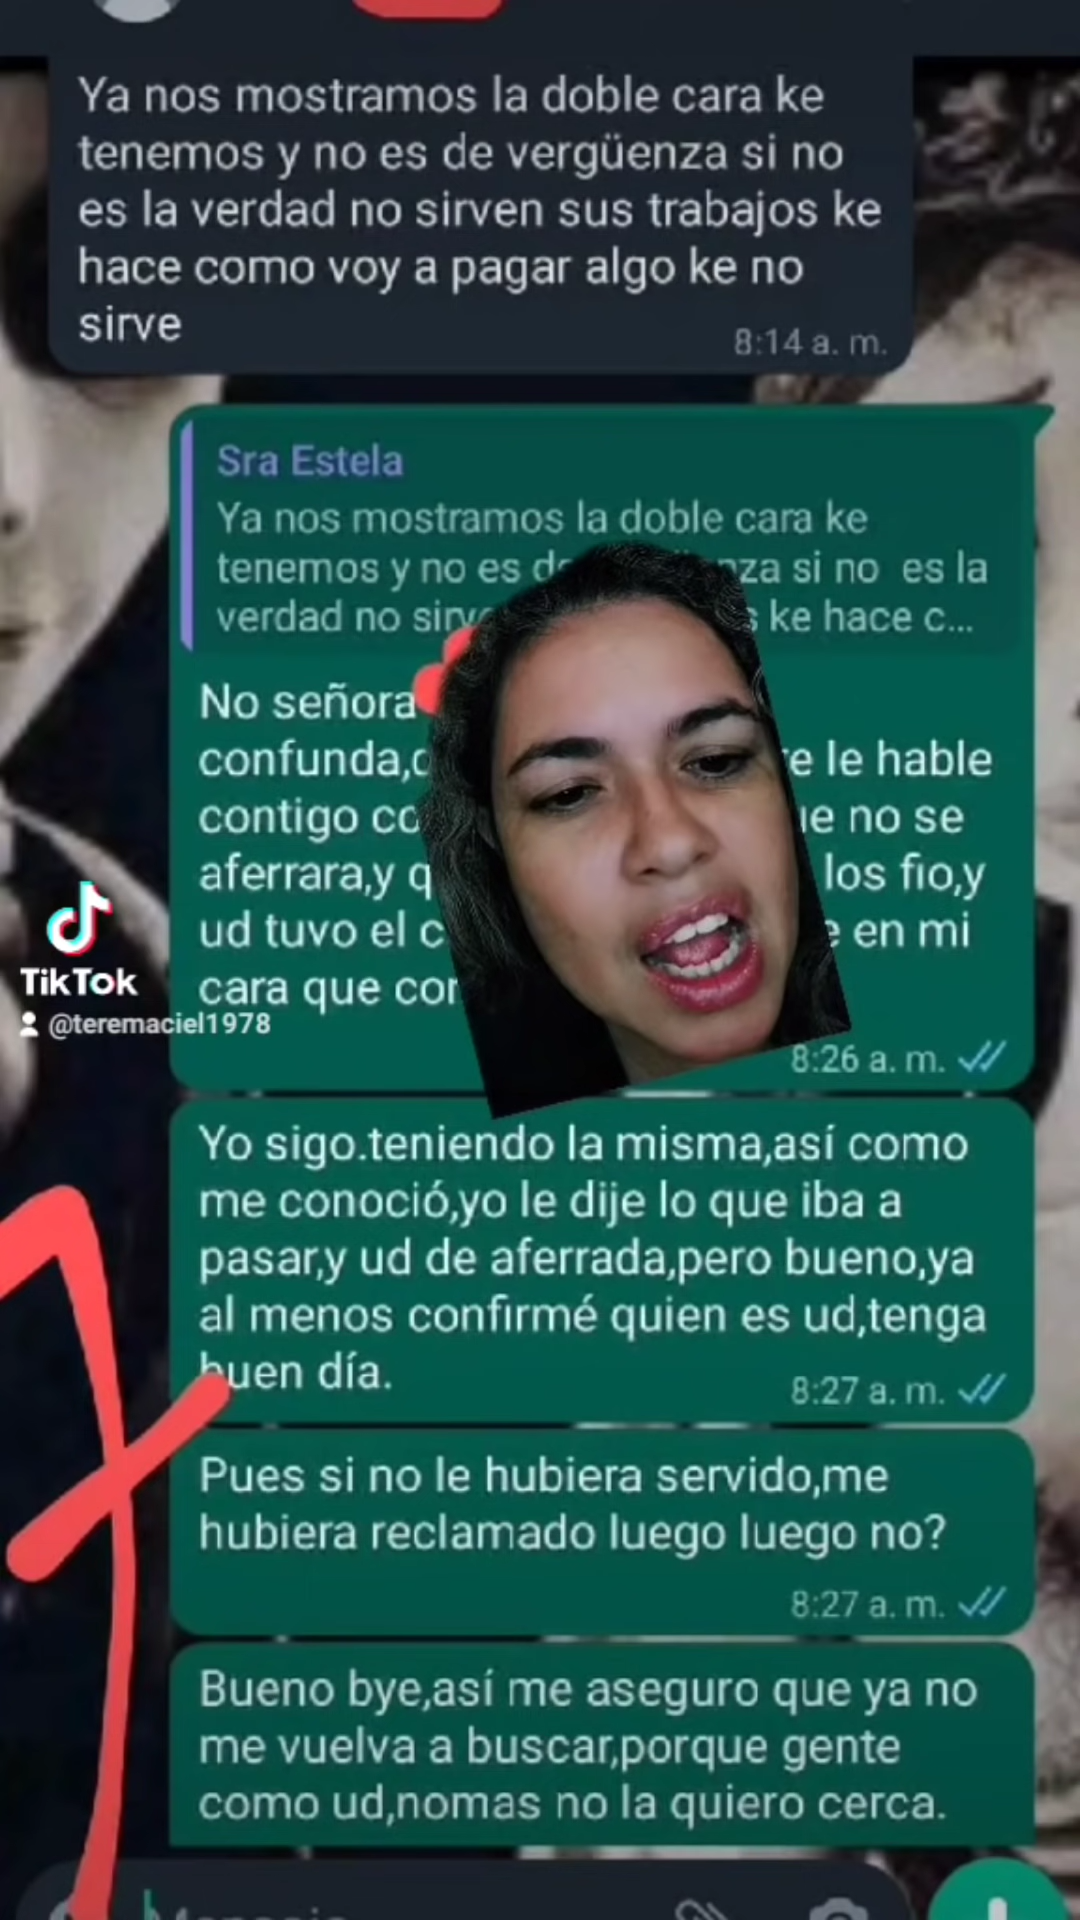 Ya nos mostramos la doble cara ke
tenemos y no es de vergüenza si no
es la verdad no sirven sus trabajos ke
hace como voy a pagar algo ke no
sirve
8:14 a. m.
Sra Estela
Ya nos mostramos la doble cara ke
tenemos y no es si no es la
verdad no ke hace c...
No señora
le hable
contigo no se
aferrara,y los fio,y
ud tuvo el en mi
cara que
8:26 a. m.
TikTok
@teremaciel1978
Yo sigo.teniendo la misma,así como
me conoció,yo le dije lo que iba a
pasar,y ud de aferrada,pero bueno,ya
al menos confirmé quien es ud,tenga
buen día.
8:27 a. m.
Pues si no le hubiera servido,me
hubiera reclamado luego luego no?
8:27 a. m.
Bueno bye,así me aseguro que ya no
me vuelva a buscar,porque gente
como ud,nomas no la quiero cerca.